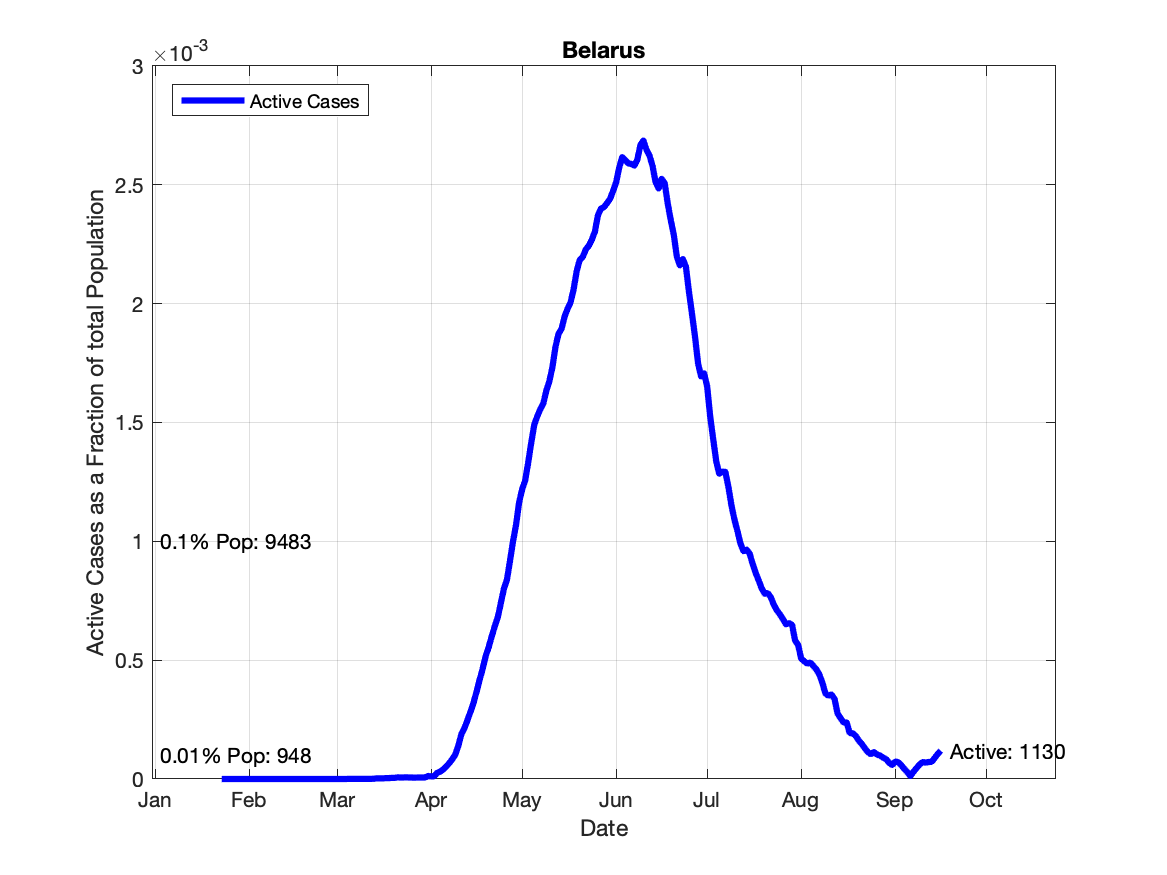 Belarus
×10-3
Active Cases
3
2.5
2
1.5
1
0.5
0
0.1% Pop: 9483
0.01% Pop: 948
Active: 1130
Active Cases as a Fraction of total Population
Jan Feb Mar Apr May Jun Jul Aug Sep Oct
Date